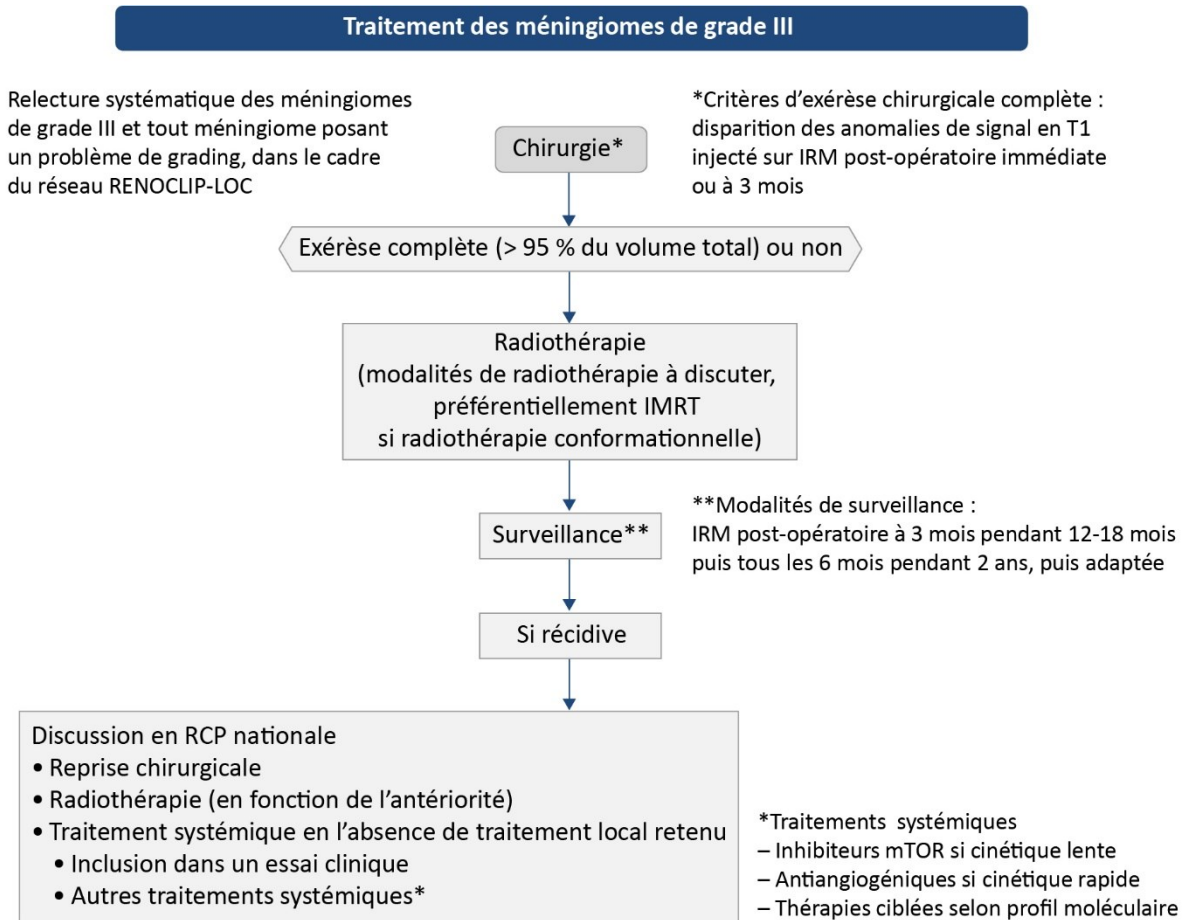 Traitement des méningiomes de grade III
Relecture systématique des méningiomes
de grade III et tout méningiome posant
un problème de grading, dans le cadre
du réseau RENOCLIP-LOC
Chirurgie*
*Critères d’exérèse chirurgicale complète :
disparition des anomalies de signal en T1
injecté sur IRM post-opératoire immédiate
ou à 3 mois
Exérèse complète (> 95 % du volume total) ou non
Radiothérapie
(modalités de radiothérapie à discuter,
préférentiellement IMRT
si radiothérapie conformationnelle)
Surveillance**
**Modalités de surveillance :
IRM post-opératoire à 3 mois pendant 12-18 mois
puis tous les 6 mois pendant 2 ans, puis adaptée
Si récidive
Discussion en RCP nationale
• Reprise chirurgicale
• Radiothérapie (en fonction de l’antériorité)
• Traitement systémique en l’absence de traitement local retenu
• Inclusion dans un essai clinique
• Autres traitements systémiques*
*Traitements systémiques
– Inhibiteurs mTOR si cinétique lente
– Antiangiogéniques si cinétique rapide
– Thérapies ciblées selon profil moléculaire